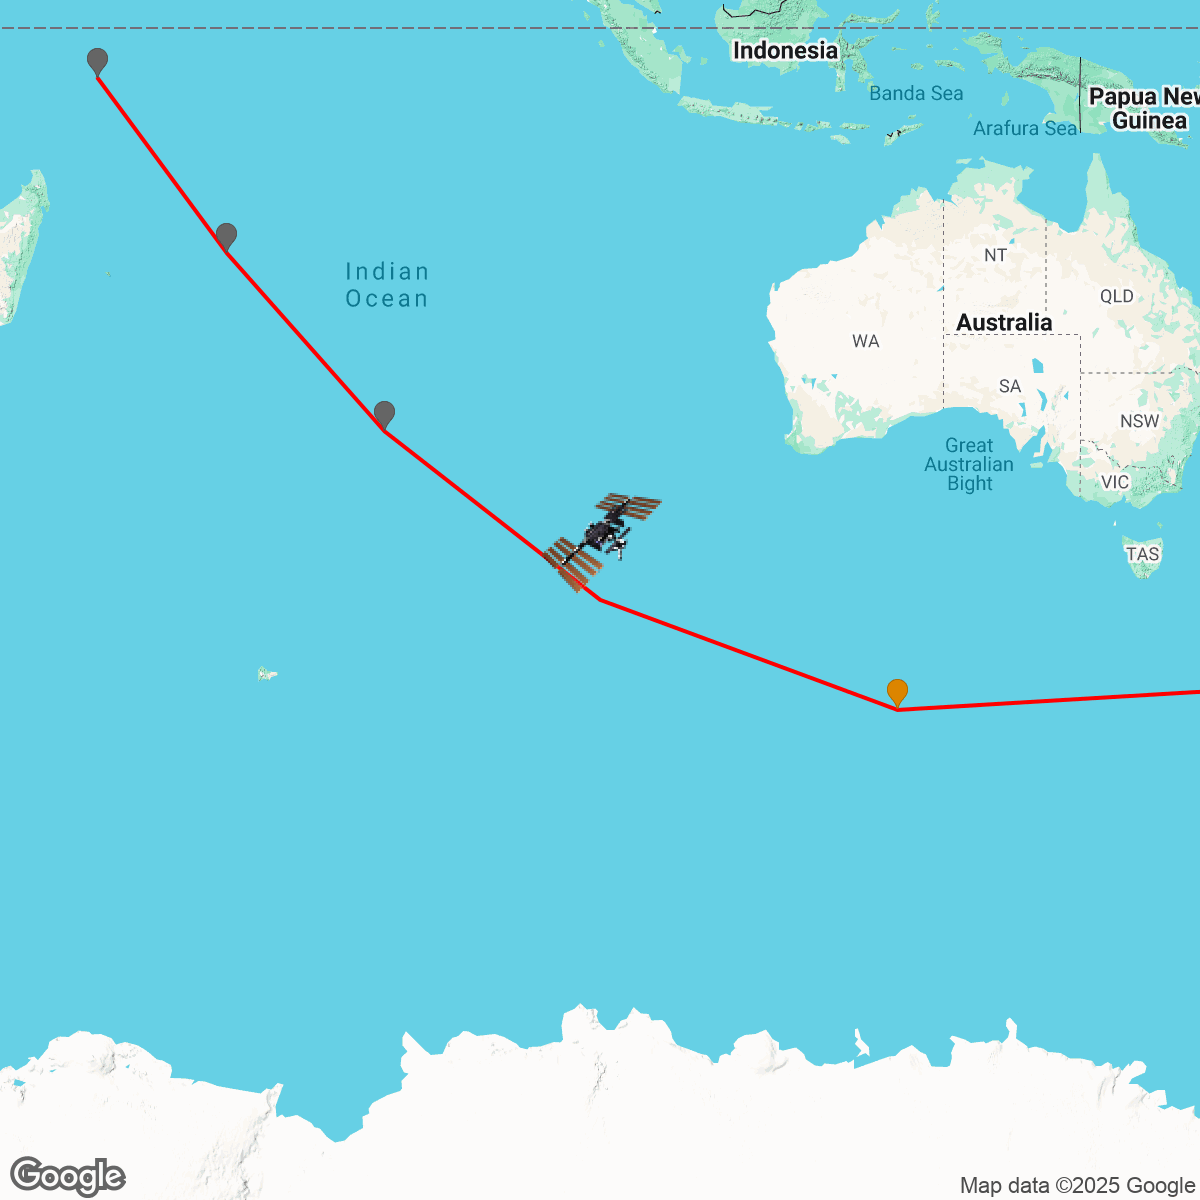 Indonesia
Banda Sea
Papua New
Guinea
Arafura Sea
NT
Indian
Ocean
QLD
Australia
WA
SA
NSW
Great
Australian
Bight
VIC
TAS
Google
Map data ©2025 Google